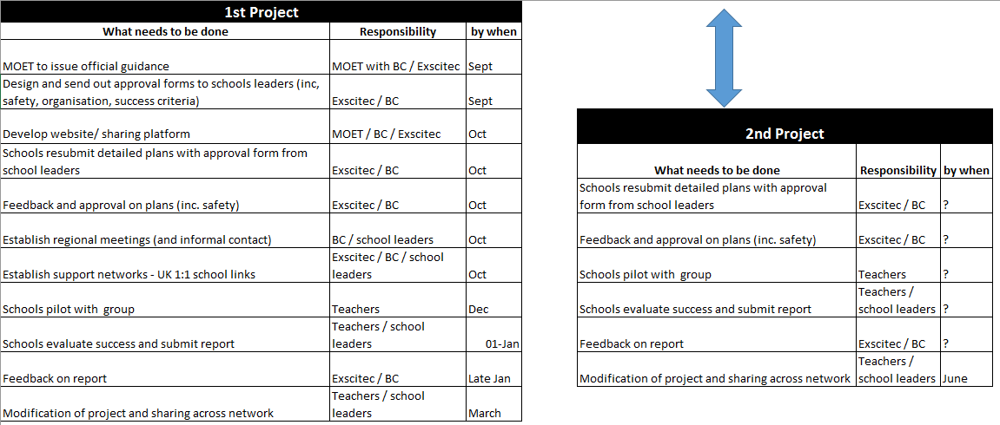 1st Project
What needs to be done Responsibility by when
MOET to issue official guidance MOET with BC / Exscitec Sept
Design and send out approval forms to schools leaders (inc,
safety, organisation, success criteria) Exscitec / BC Sept
Develop website/ sharing platform MOET / BC / Exscitec Oct
Schools resubmit detailed plans with approval form from
school leaders Exscitec / BC Oct
Feedback and approval on plans (inc. safety) Exscitec / BC Oct
Establish regional meetings (and informal contact) BC / school leaders Oct
Exscitec / BC / school
Establish support networks - UK 1:1 school links leaders Oct
Schools pilot with group Teachers Dec
Teachers / school
Schools evaluate success and submit report leaders 01-Jan
Feedback on report Exscitec / BC Late Jan
Teachers / school
Modification of project and sharing across network leaders March
2nd Project
What needs to be done Responsibility by when
Schools resubmit detailed plans with approval
form from school leaders Exscitec / BC ?
Feedback and approval on plans (inc. safety) Exscitec / BC ?
Schools pilot with group Teachers ?
Teachers /
Schools evaluate success and submit report school leaders ?
Feedback on report Exscitec / BC ?
Teachers /
Modification of project and sharing across network school leaders June